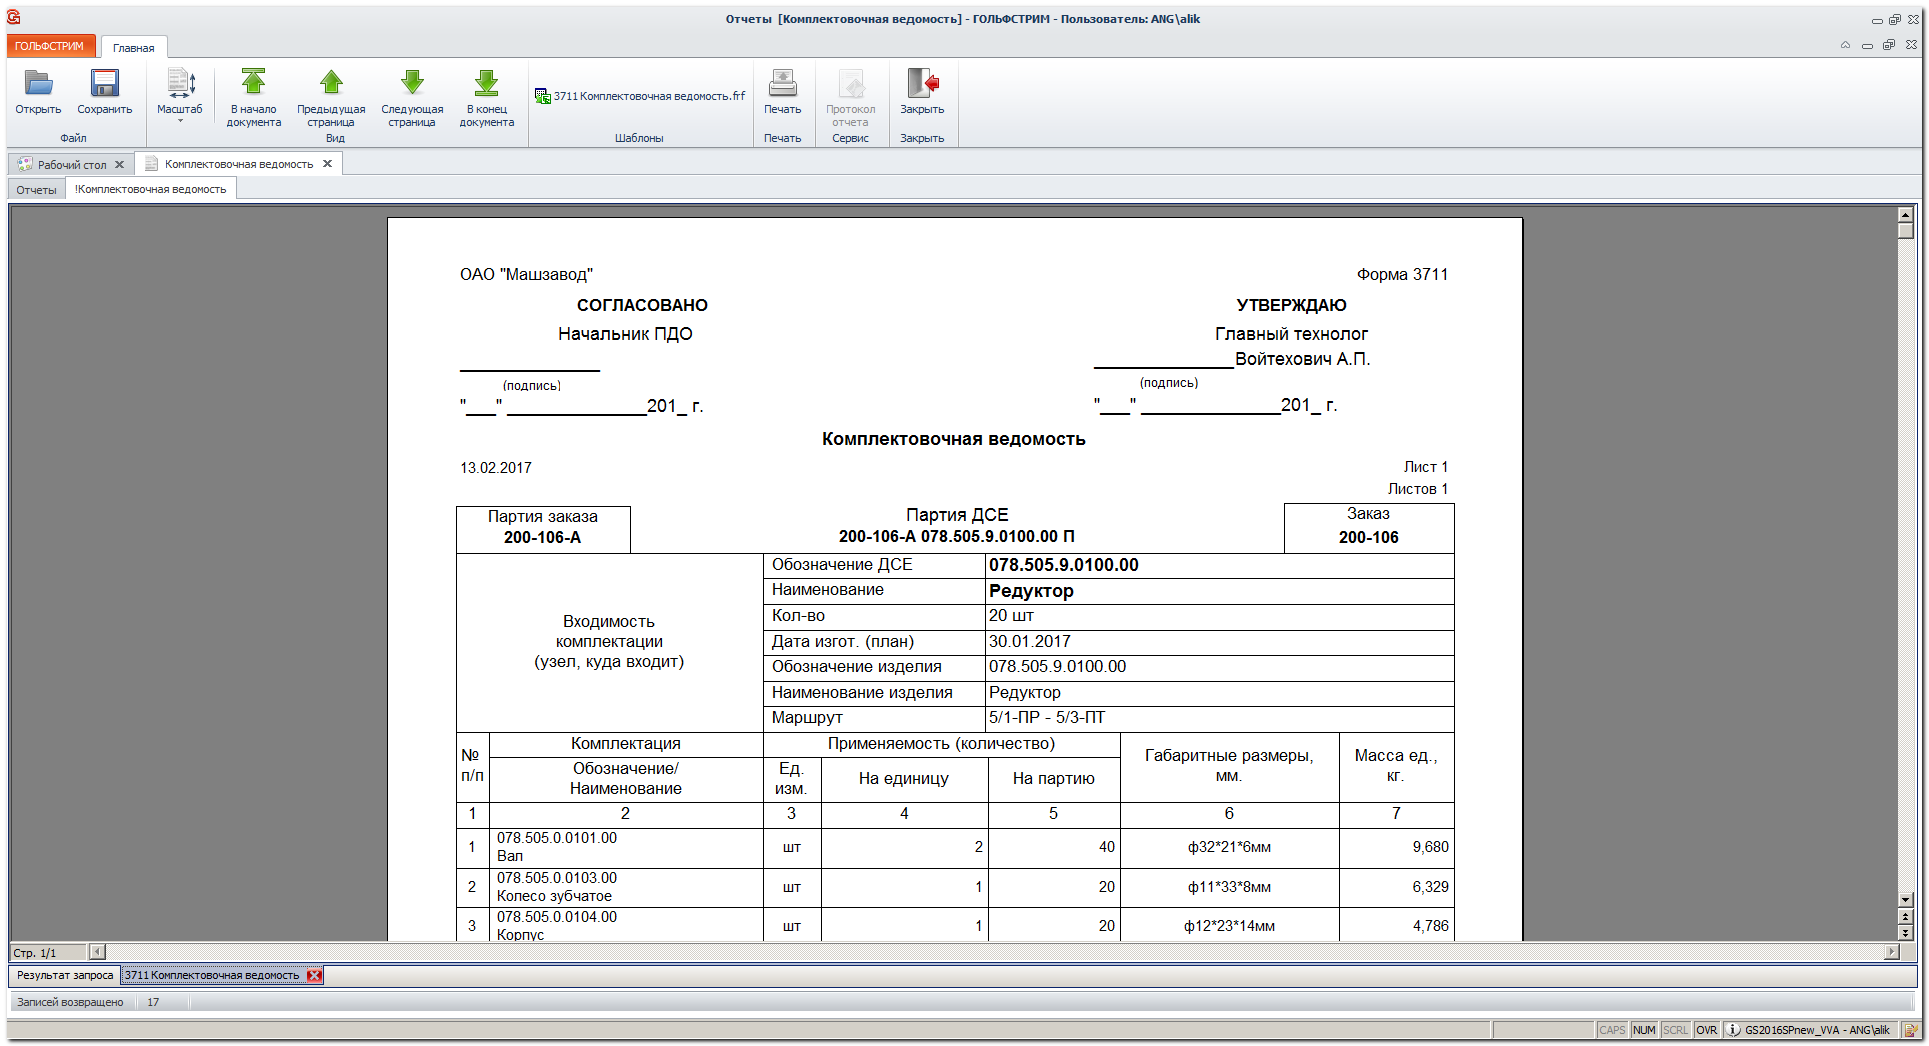 Отчеты [Комплектовочная ведомость] - ГОЛЬФСТРИМ - Пользователь: ANG\alik
ГОЛЬФСТРИМ
Главная
Открыть
Сохранить
Файл
Масштаб
В начало документа
Предыдущая страница
Следующая страница
В конец документа
Вид
3711 Комплектовочная ведомость.frf
Шаблоны
Печать
Печать
Протокол отчета
Сервис
Закрыть
Закрыть
Рабочий стол
Комплектовочная ведомость
Отчеты
!Комплектовочная ведомость
ОАО "Машзавод"
Форма 3711
СОГЛАСОВАНО
УТВЕРЖДАЮ
Начальник ПДО
Главный технолог
______________Войтехович А.П.
(подпись)
(подпись)
"___" ______________201_ г.
"___" ______________201_ г.
Комплектовочная ведомость
13.02.2017
Лист 1
Листов 1
Партия заказа
200-106-А
Партия ДСЕ
200-106-А 078.505.9.0100.00 П
Заказ
200-106
Входимость
комплектации
(узел, куда входит)
Обозначение ДСЕ 078.505.9.0100.00
Наименование Редуктор
Кол-во 20 шт
Дата изгот. (план) 30.01.2017
Обозначение изделия 078.505.9.0100.00
Наименование изделия Редуктор
Маршрут 5/1-ПР - 5/3-ПТ
№ п/п
Комплектация
Обозначение/
Наименование
Применяемость (количество)
Ед. изм.
На единицу
На партию
Габаритные размеры, мм.
Масса ед., кг.
1 2 3 4 5 6 7
1 078.505.0.0101.00 Вал шт 2 40 ф32*21*6мм 9,680
2 078.505.0.0103.00 Колесо зубчатое шт 1 20 ф11*33*8мм 6,329
3 078.505.0.0104.00 Корпус шт 1 20 ф12*23*14мм 4,786
Стр. 1/1
Результат запроса
3711 Комплектовочная ведомость
Записей возвращено 17
CAPS NUM SCRL OVR GS2016SPnew_VVA - ANG\alik